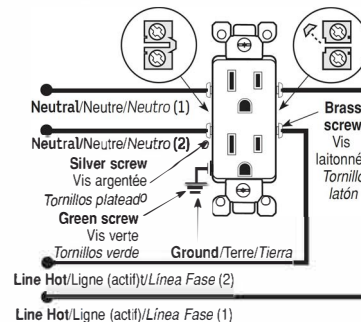 Neutral/Neutre/Neutro (1)
Neutral/Neutre/Neutro (2)
Silver screw
Vis argentée
Tornillos plateado
Green screw
Vis verte
Tornillos verde
Ground/Terre/Tierra
Brass
screw
Vis
laitonné
Tornillo
latón
Line Hot/Ligne (actif)t/Línea Fase (2)
Line Hot/Ligne (actif)/Línea Fase (1)